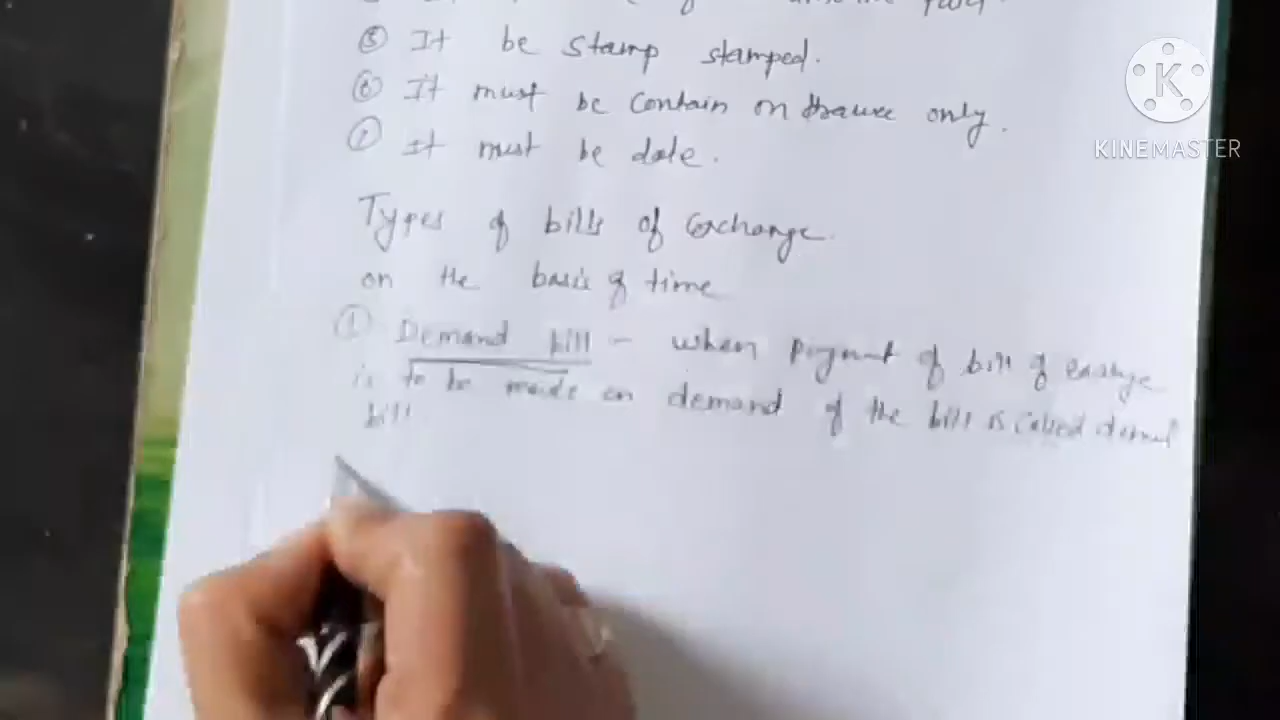 ⑤ It be stamp stamped.
⑥ It must be contain on drawee only.
⑦ It must be date.
Types of bills of Exchange.
on the basis of time
① Demand bill - when payment of bill of exchange
is to be made on demand of the bill is called demand
bill
K
KINEMASTER